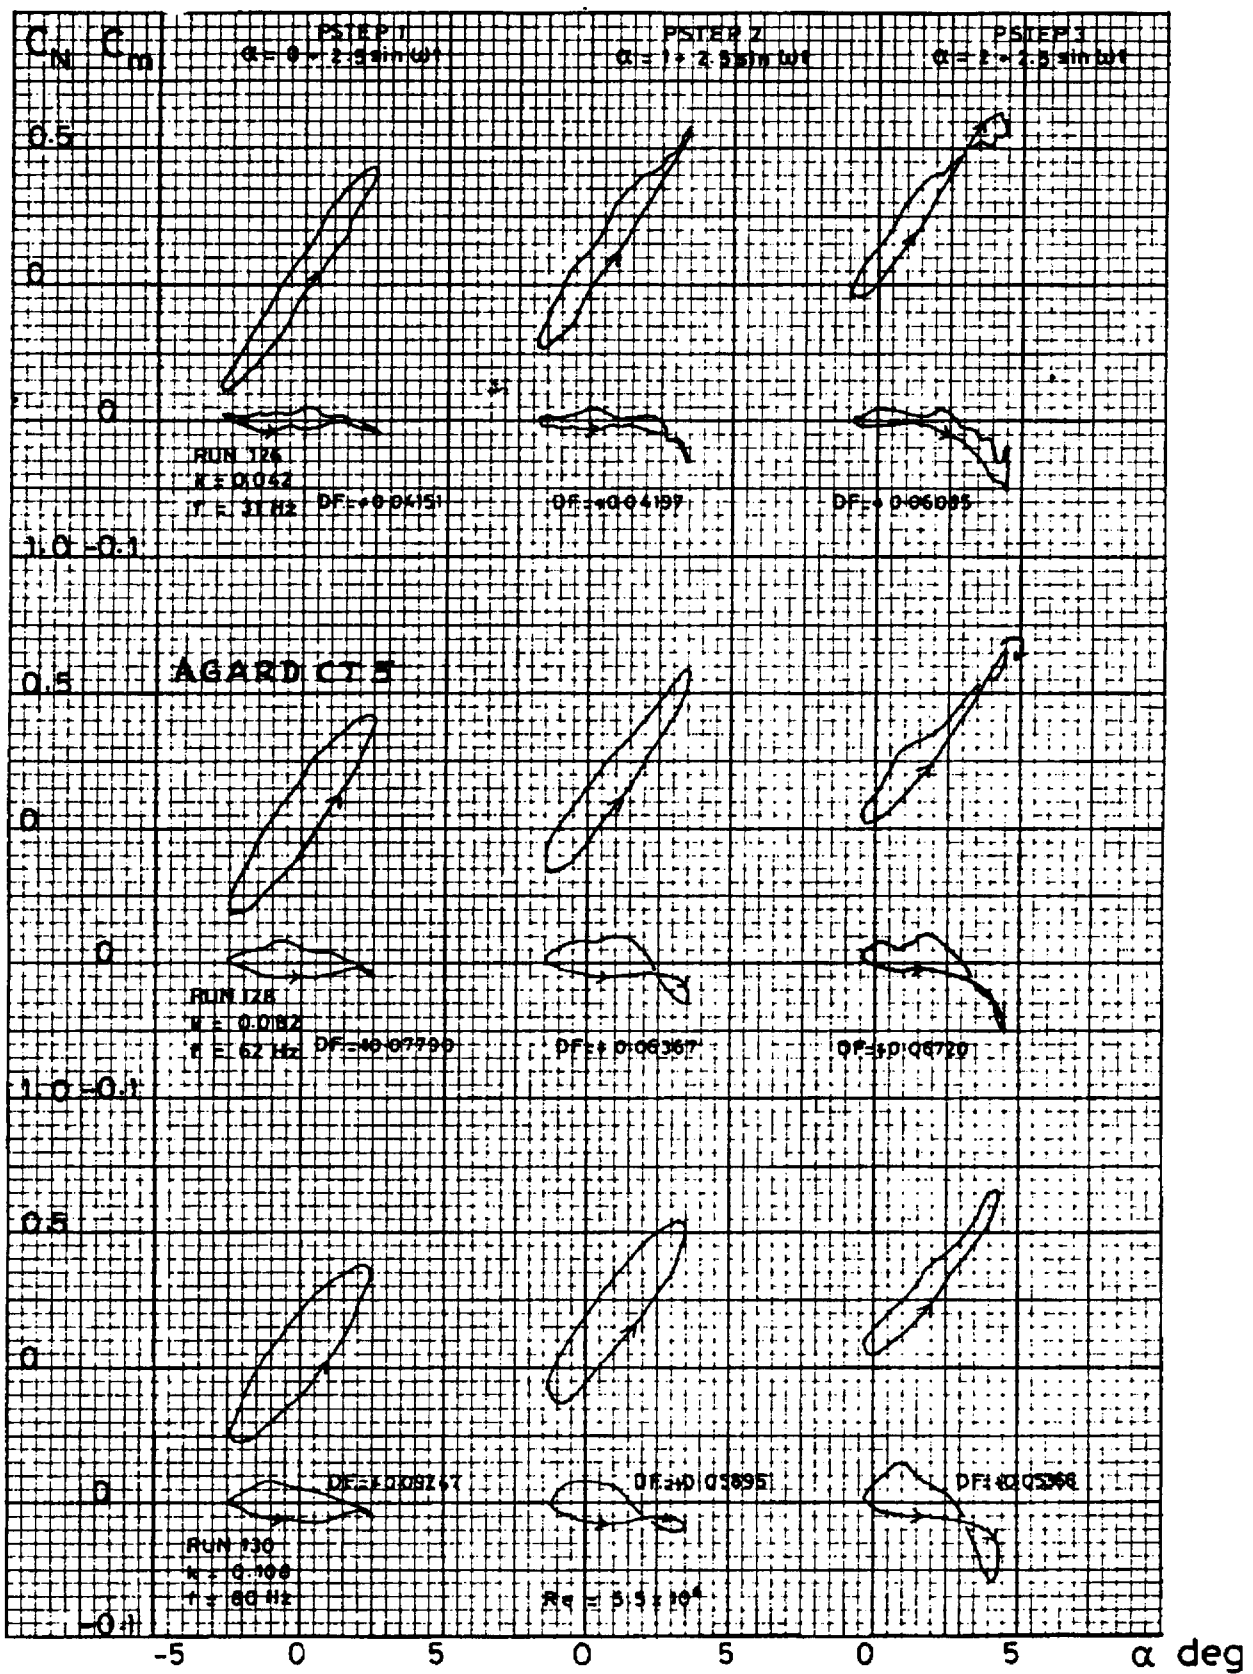 C_N C_m
PSTEP 1
α = 0 + 2.5 sin ωt
PSTEP 2
α = 1 + 2.5 sin ωt
PSTEP 3
α = 2 + 2.5 sin ωt
0.5
0
0
RUN 126
K = 0.042
f = 31 Hz
DF=+0.04151
DF=+0.04197
DF=+0.06085
1.0 -0.1
AGARD CT 5
0.5
0
0
RUN 128
K = 0.082
f = 62 Hz
DF=+0.07790
DF=+0.06367
DF=+0.06720
1.0 -0.1
0.5
0
0
DF=+0.09267
DF=+0.05895
DF=+0.05366
RUN 130
K = 0.108
f = 80 Hz
Re = 5.5 x 10⁶
-0.1
-5 0 5 0 5 0 5 α deg